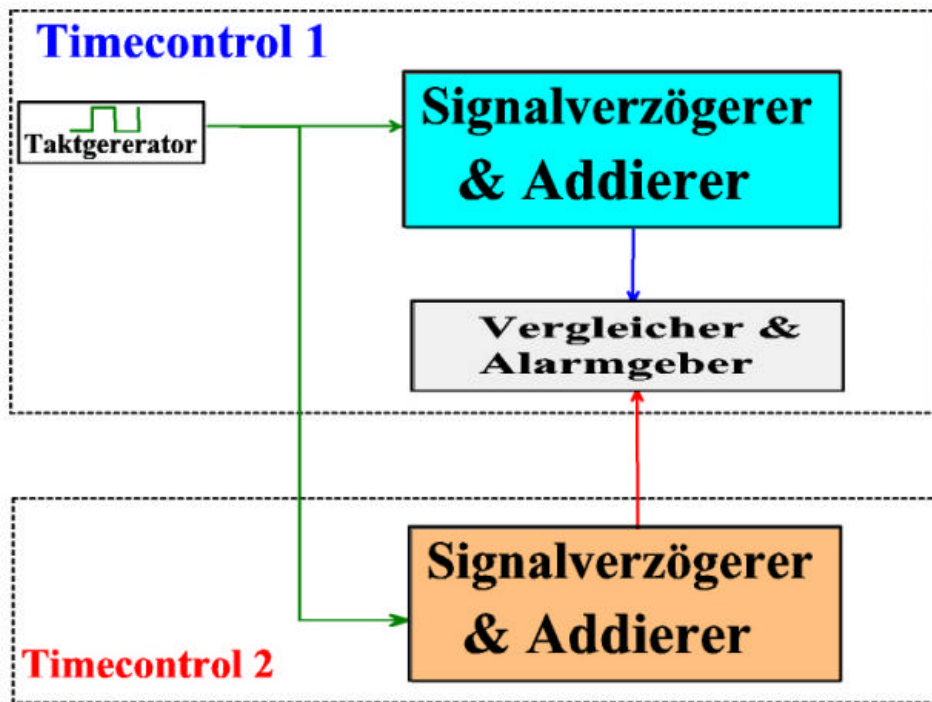 Timecontrol 1
Taktgererator
Signalverzögerer
& Addierer
Vergleicher &
Alarmgeber
Signalverzögerer
& Addierer
Timecontrol 2